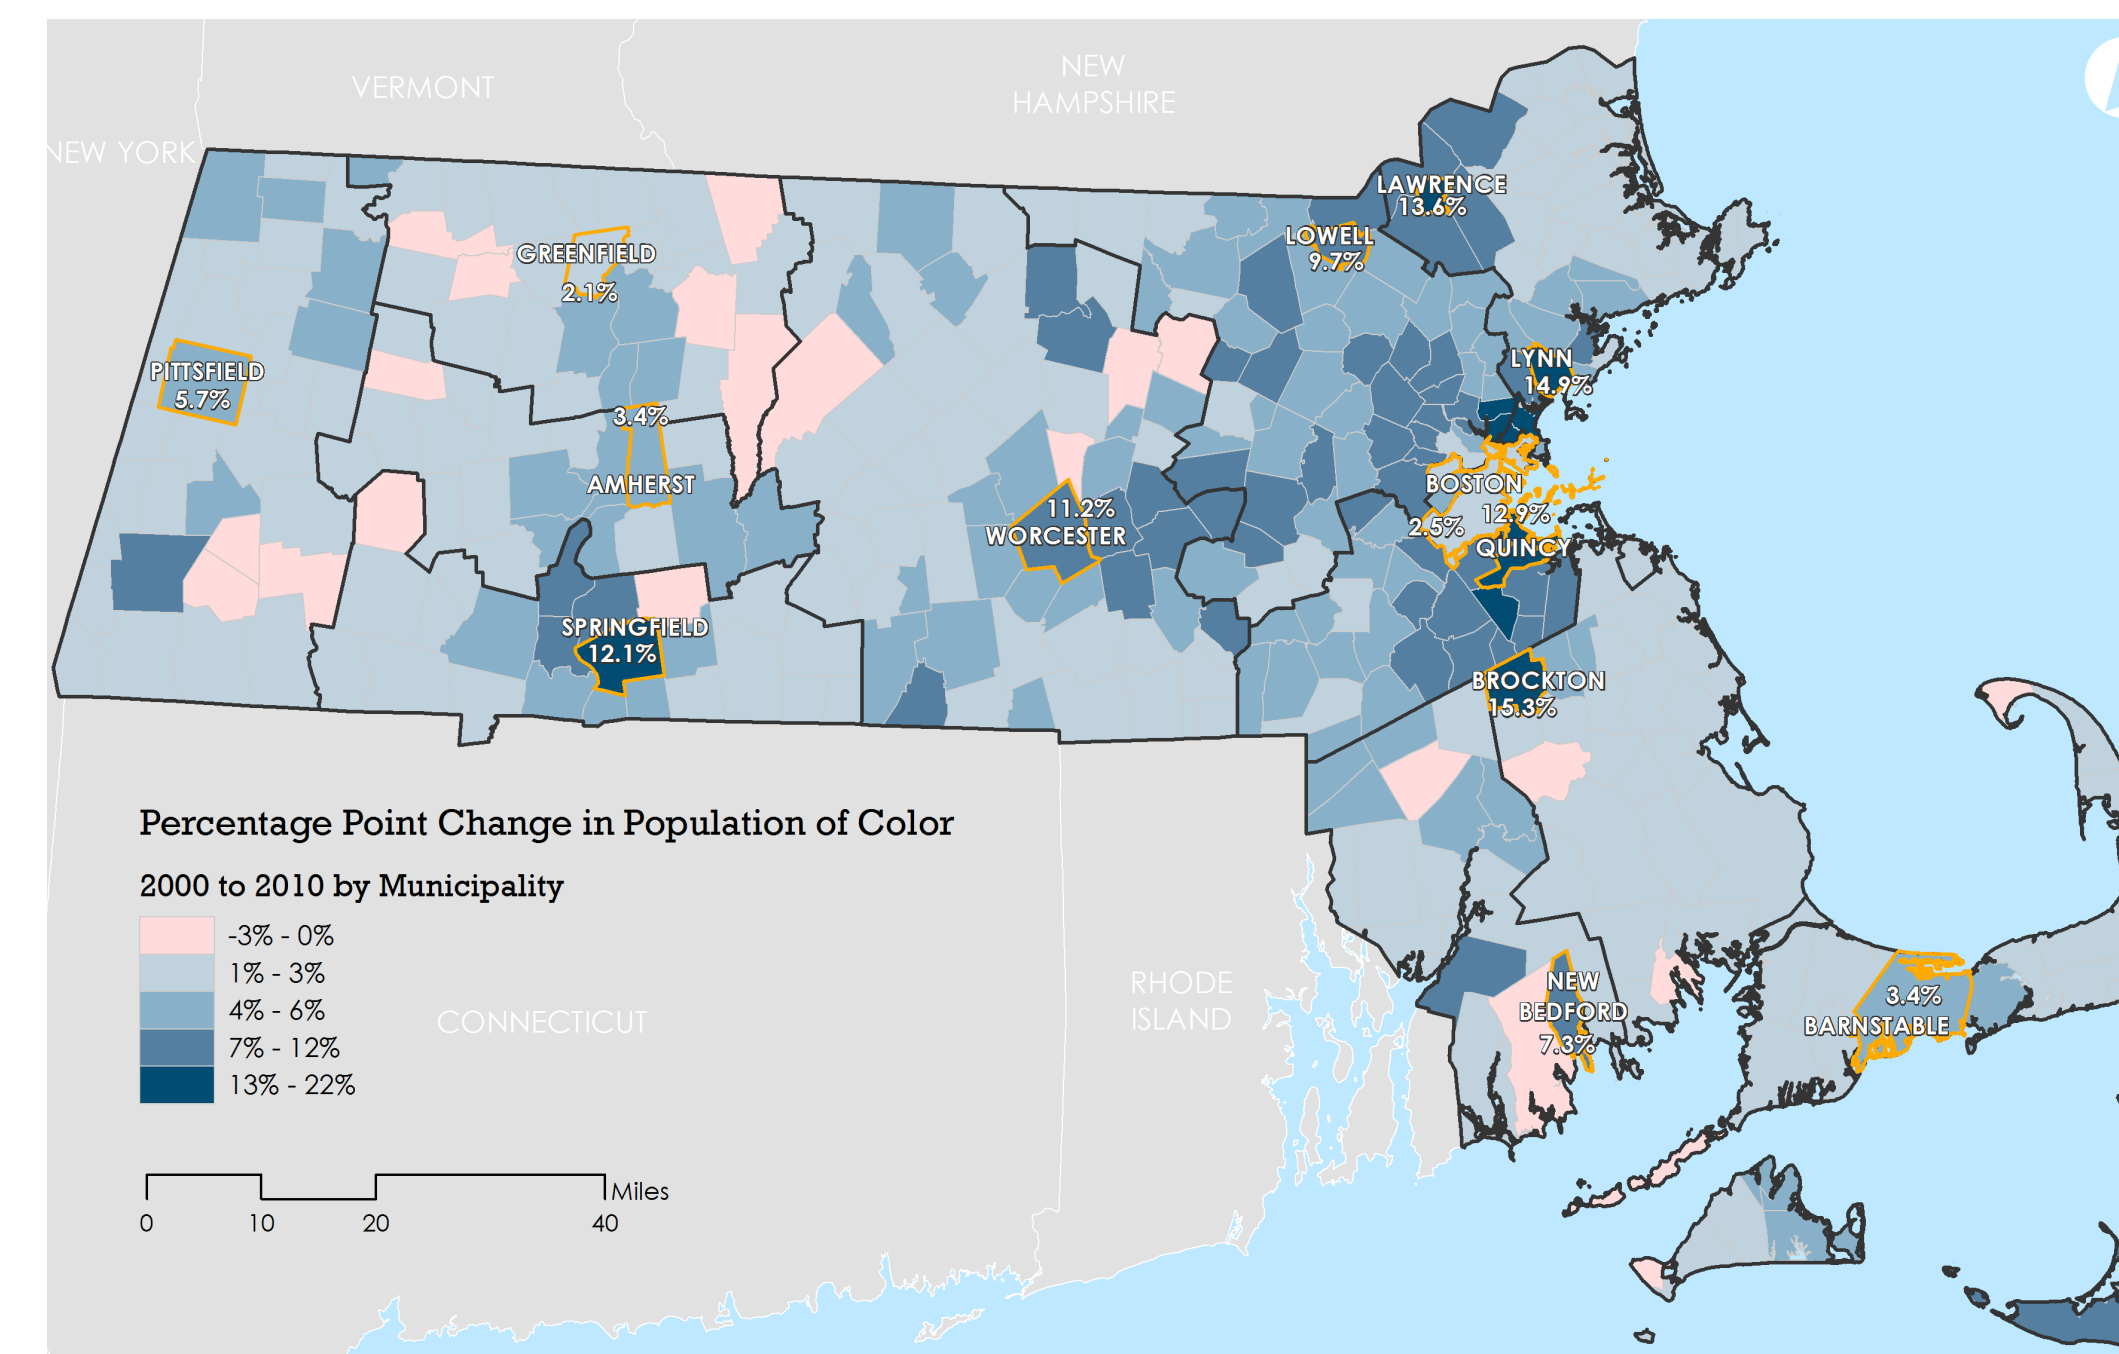 VERMONT
NEW
HAMPSHIRE
NEW YORK
LAWRENCE
13.6%
LOWELL
9.7%
GREENFIELD
2.1%
PITTSFIELD
5.7%
LYNN
14.9%
3.4%
AMHERST
BOSTON
2.5%
12.9%
QUINCY
11.2%
WORCESTER
SPRINGFIELD
12.1%
BROCKTON
15.3%
Percentage Point Change in Population of Color
2000 to 2010 by Municipality
-3% - 0%
1% - 3%
4% - 6%
7% - 12%
13% - 22%
CONNECTICUT
RHODE
ISLAND
NEW
BEDFORD
7.3%
3.4%
BARNSTABLE
Miles
0 10 20 40